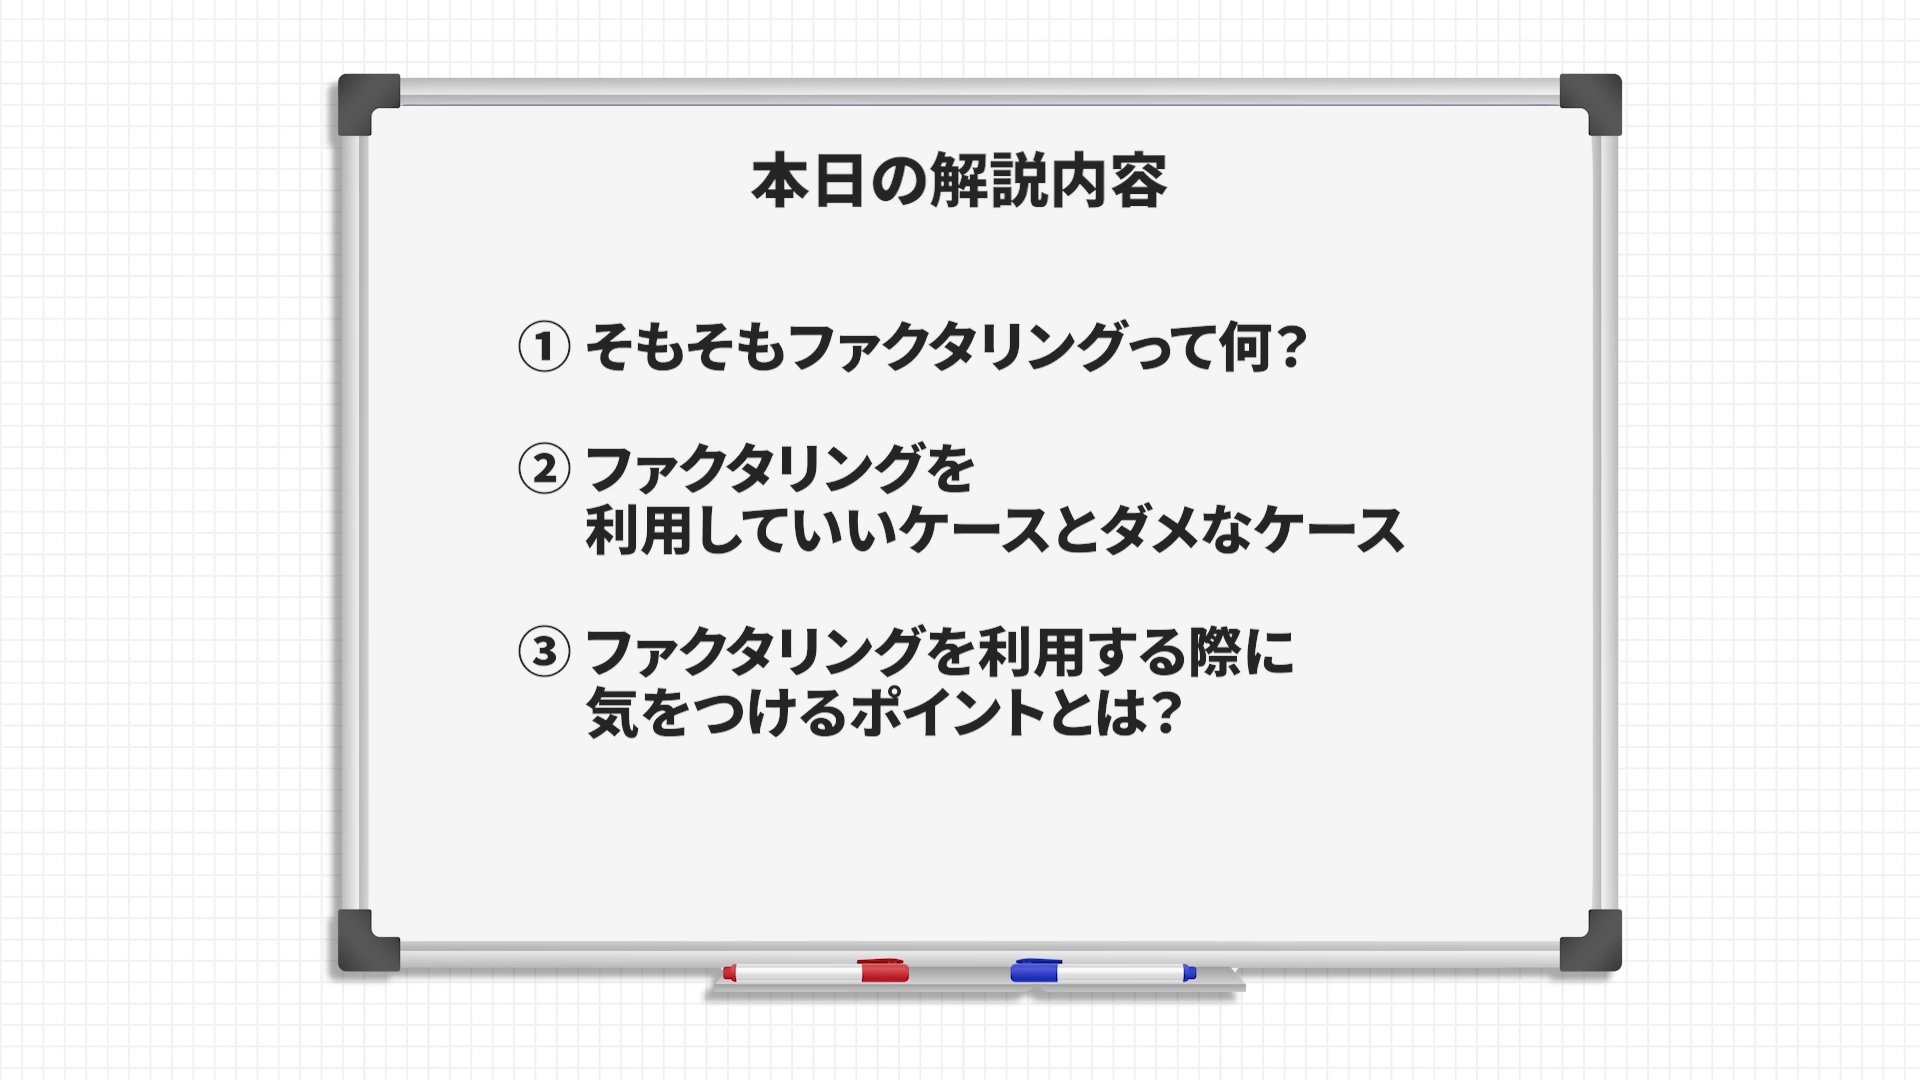 本日の解説内容
① そもそもファクタリングって何？
② ファクタリングを
利用していいケースとダメなケース
③ ファクタリングを利用する際に
気をつけるポイントとは？